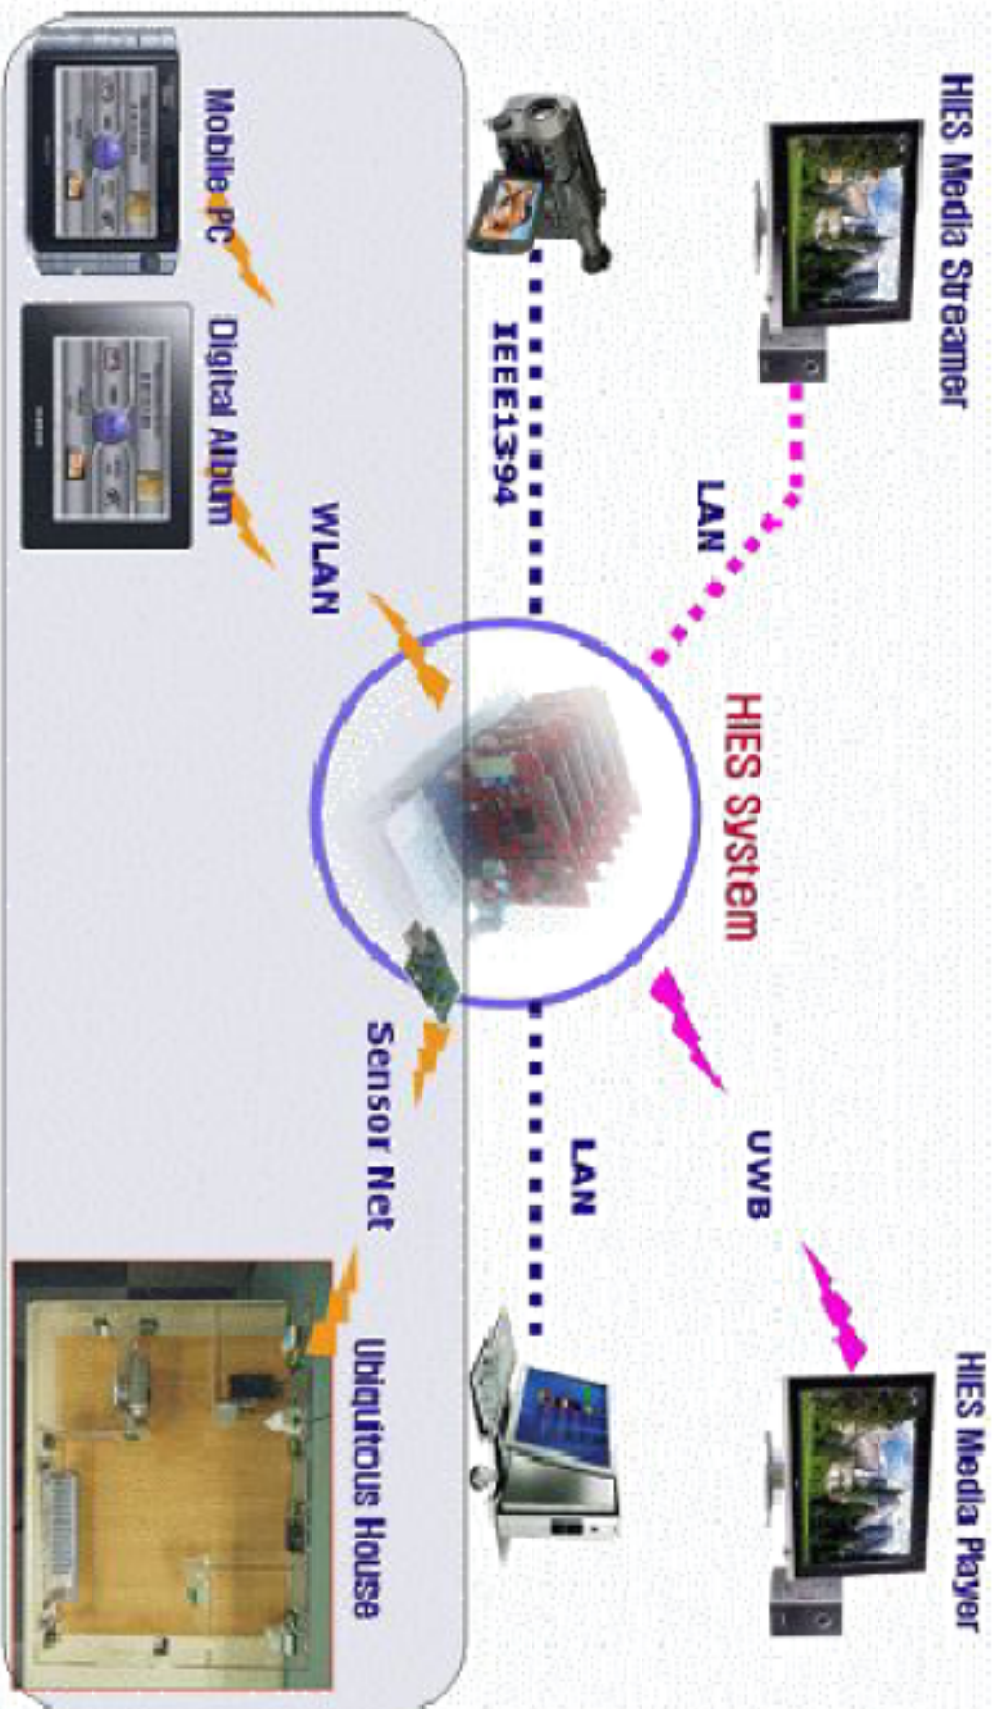 HIES Media Streamer
HIES Media Player
HIES System
LAN
UWB
IEEE1394
LAN
WLAN
Sensor Net
Mobile PC
Digital Album
Ubiquitous House